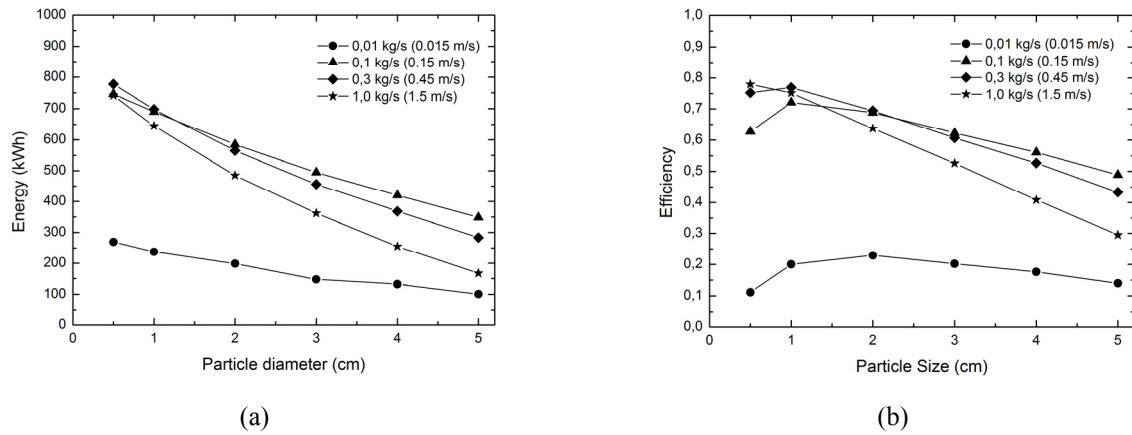 1000
900
800
700
600
500
400
300
200
100
0
Energy (kWh)
0,01 kg/s (0.015 m/s)
0,1 kg/s (0.15 m/s)
0,3 kg/s (0.45 m/s)
1,0 kg/s (1.5 m/s)
0 1 2 3 4 5
Particle diameter (cm)
(a)
1,0
0,9
0,8
0,7
0,6
0,5
0,4
0,3
0,2
0,1
0,0
Efficiency
0,01 kg/s (0.015 m/s)
0,1 kg/s (0.15 m/s)
0,3 kg/s (0.45 m/s)
1,0 kg/s (1.5 m/s)
0 1 2 3 4 5
Particle Size (cm)
(b)